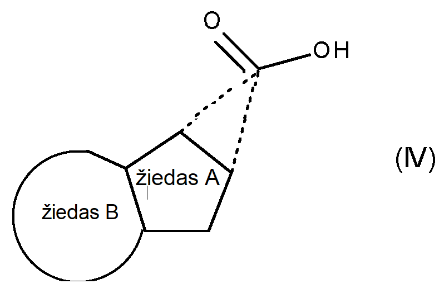 O
OH
žiedas A
(IV)
žiedas B